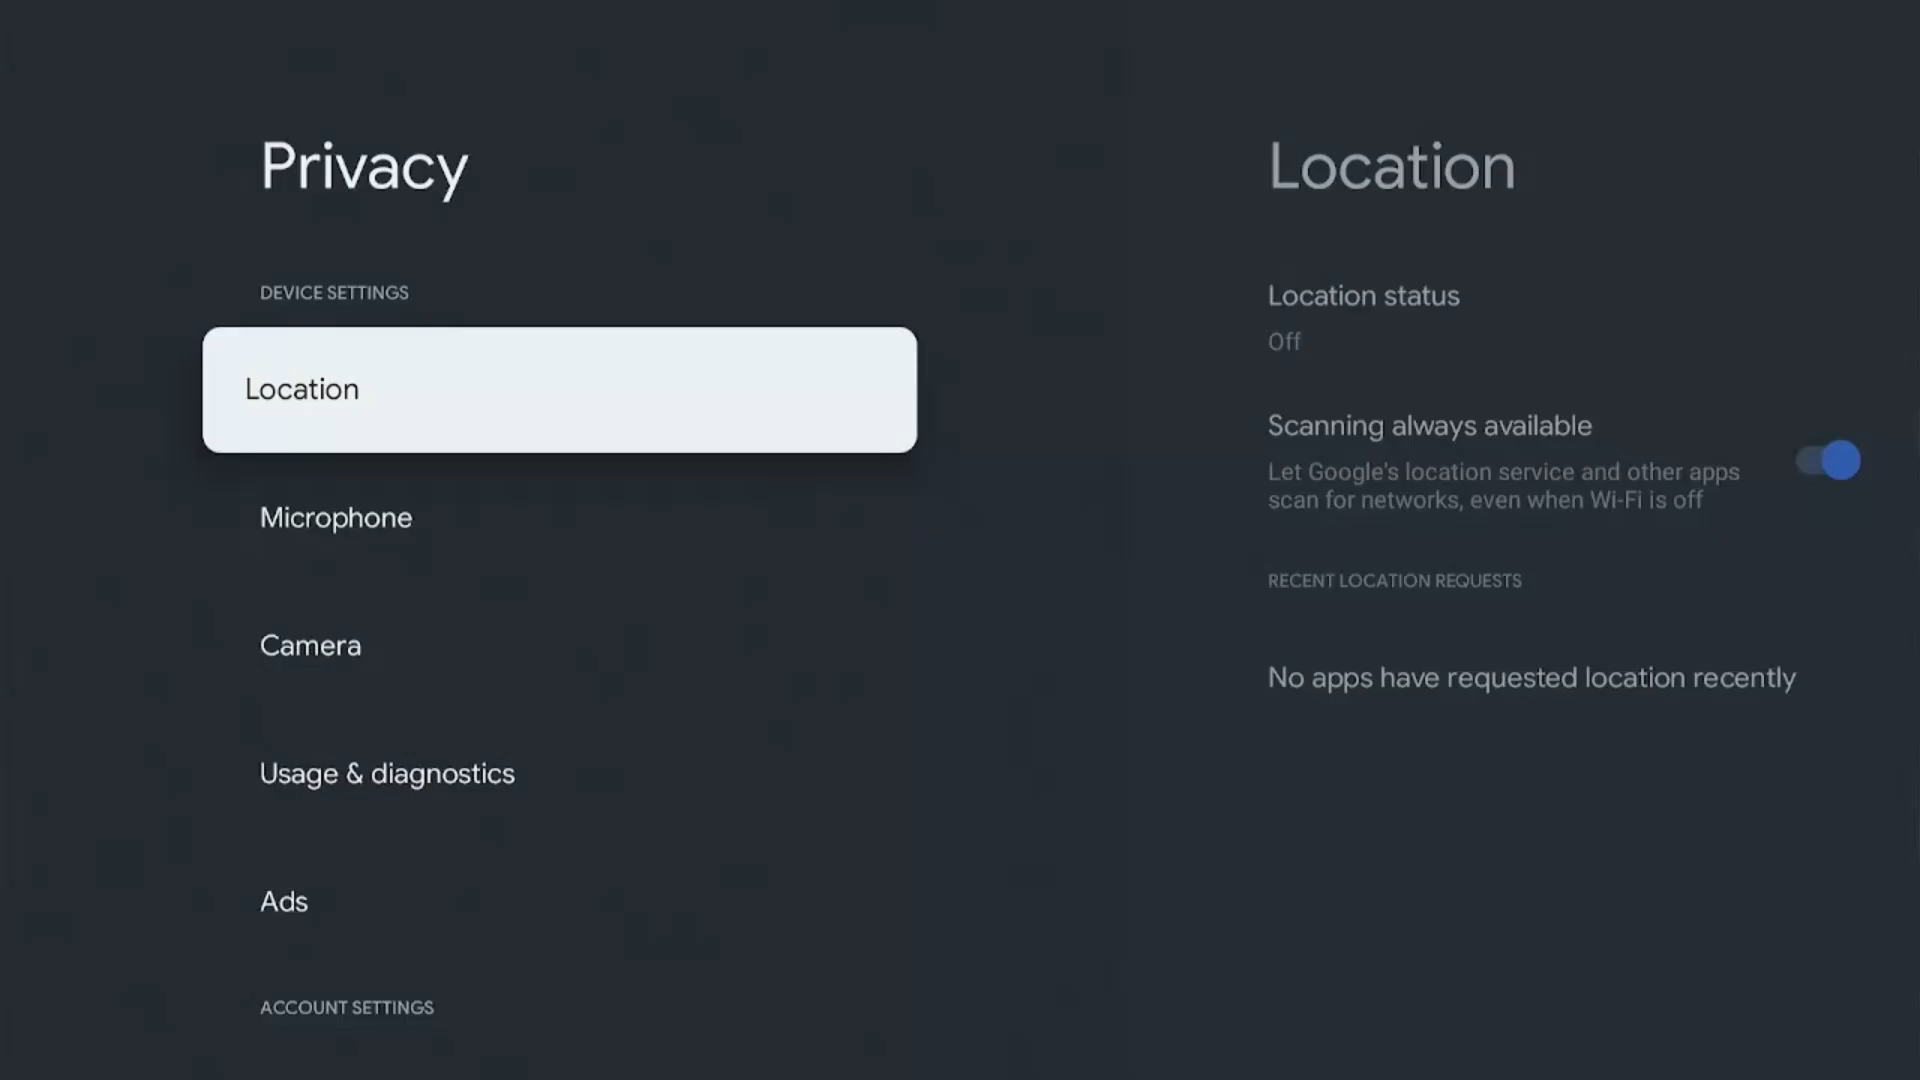 Privacy
DEVICE SETTINGS
Location
Microphone
Camera
Usage & diagnostics
Ads
ACCOUNT SETTINGS
Location
Location status
Off
Scanning always available
Let Google's location service and other apps
scan for networks, even when Wi-Fi is off
RECENT LOCATION REQUESTS
No apps have requested location recently